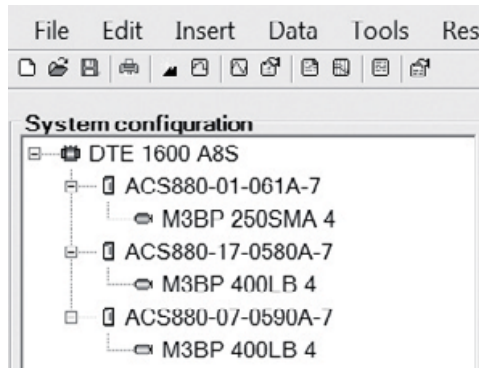 File Edit Insert Data Tools Res
System configuration
DTE 1600 A8S
ACS880-01-061A-7
M3BP 250SMA 4
ACS880-17-0580A-7
M3BP 400LB 4
ACS880-07-0590A-7
M3BP 400LB 4